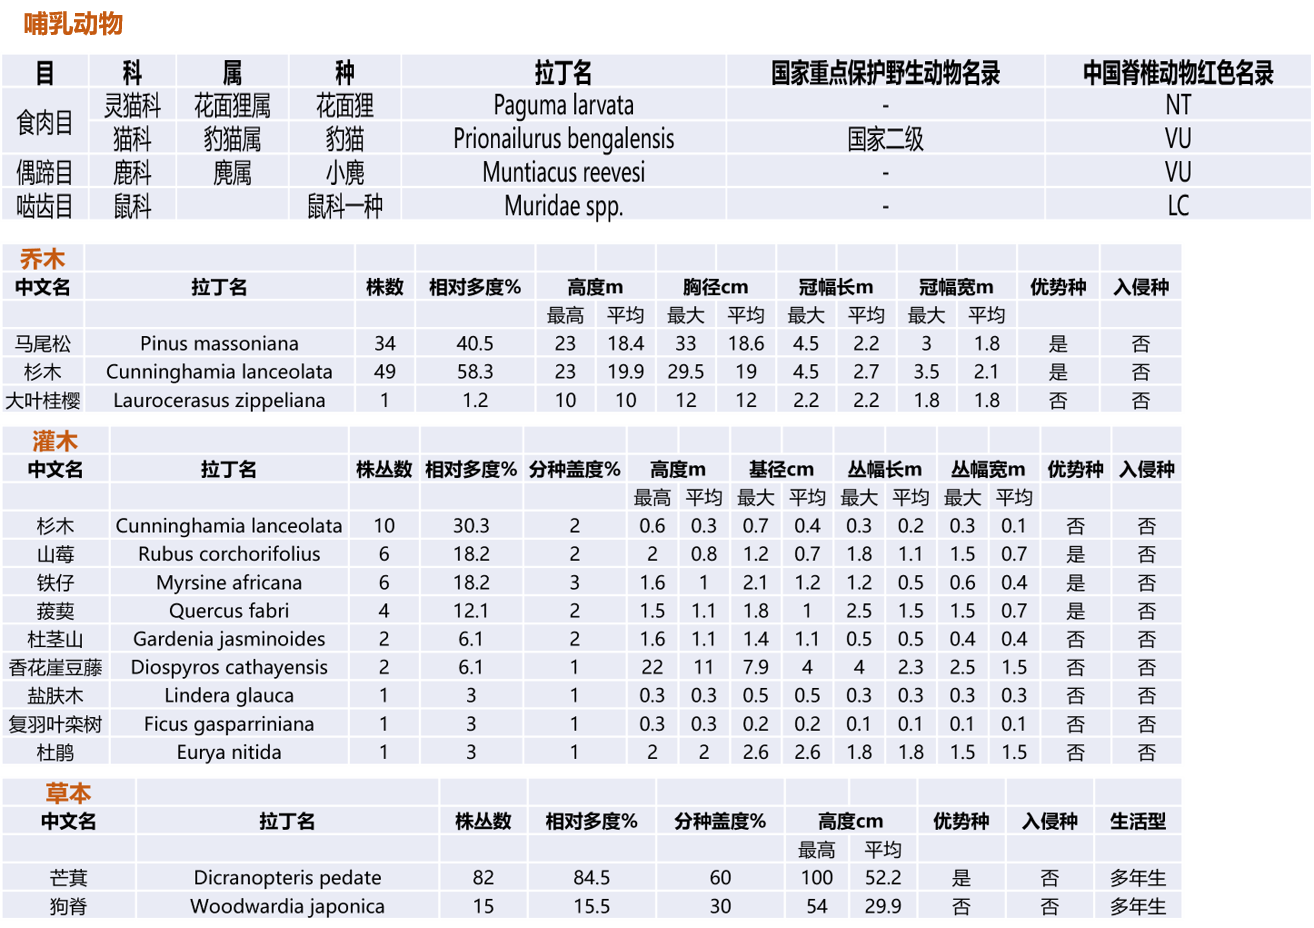 哺乳动物
目 科 属 种 拉丁名 国家重点保护野生动物名录 中国脊椎动物红色名录
食肉目 灵猫科 花面狸属 花面狸 Paguma larvata - NT
猫科 豹猫属 豹猫 Prionailurus bengalensis 国家二级 VU
偶蹄目 鹿科 麂属 小麂 Muntiacus reevesi - VU
啮齿目 鼠科 鼠科一种 Muridae spp. - LC
乔木
中文名 拉丁名 株数 相对多度% 高度m 胸径cm 冠幅长m 冠幅宽m 优势种 入侵种
最高 平均 最大 平均 最大 平均 最大 平均
马尾松 Pinus massoniana 34 40.5 23 18.4 33 18.6 4.5 2.2 3 1.8 是 否
杉木 Cunninghamia lanceolata 49 58.3 23 19.9 29.5 19 4.5 2.7 3.5 2.1 是 否
大叶桂樱 Laurocerasus zippeliana 1 1.2 10 10 12 12 2.2 2.2 1.8 1.8 否 否
灌木
中文名 拉丁名 株丛数 相对多度% 分种盖度% 高度m 基径cm 丛幅长m 丛幅宽m 优势种 入侵种
最高 平均 最大 平均 最大 平均 最大 平均
杉木 Cunninghamia lanceolata 10 30.3 2 0.6 0.3 0.7 0.4 0.3 0.2 0.3 0.1 否 否
山莓 Rubus corchorifolius 6 18.2 2 2 0.8 1.2 0.7 1.8 1.1 1.5 0.7 是 否
铁仔 Myrsine africana 6 18.2 3 1.6 1 2.1 1.2 1.2 0.5 0.6 0.4 是 否
菝葜 Quercus fabri 4 12.1 2 1.5 1.1 1.8 1 2.5 1.5 1.5 0.7 是 否
杜茎山 Gardenia jasminoides 2 6.1 2 1.6 1.1 1.4 1.1 0.5 0.5 0.4 0.4 否 否
香花崖豆藤 Diospyros cathayensis 2 6.1 1 22 11 7.9 4 4 2.3 2.5 1.5 否 否
盐肤木 Lindera glauca 1 3 1 0.3 0.3 0.5 0.5 0.3 0.3 0.3 0.3 否 否
复羽叶栾树 Ficus gasparriniana 1 3 1 0.3 0.3 0.2 0.2 0.1 0.1 0.1 0.1 否 否
杜鹃 Eurya nitida 1 3 1 2 2 2.6 2.6 1.8 1.8 1.5 1.5 否 否
草本
中文名 拉丁名 株丛数 相对多度% 分种盖度% 高度cm 优势种 入侵种 生活型
最高 平均
芒萁 Dicranopteris pedate 82 84.5 60 100 52.2 是 否 多年生
狗脊 Woodwardia japonica 15 15.5 30 54 29.9 否 否 多年生